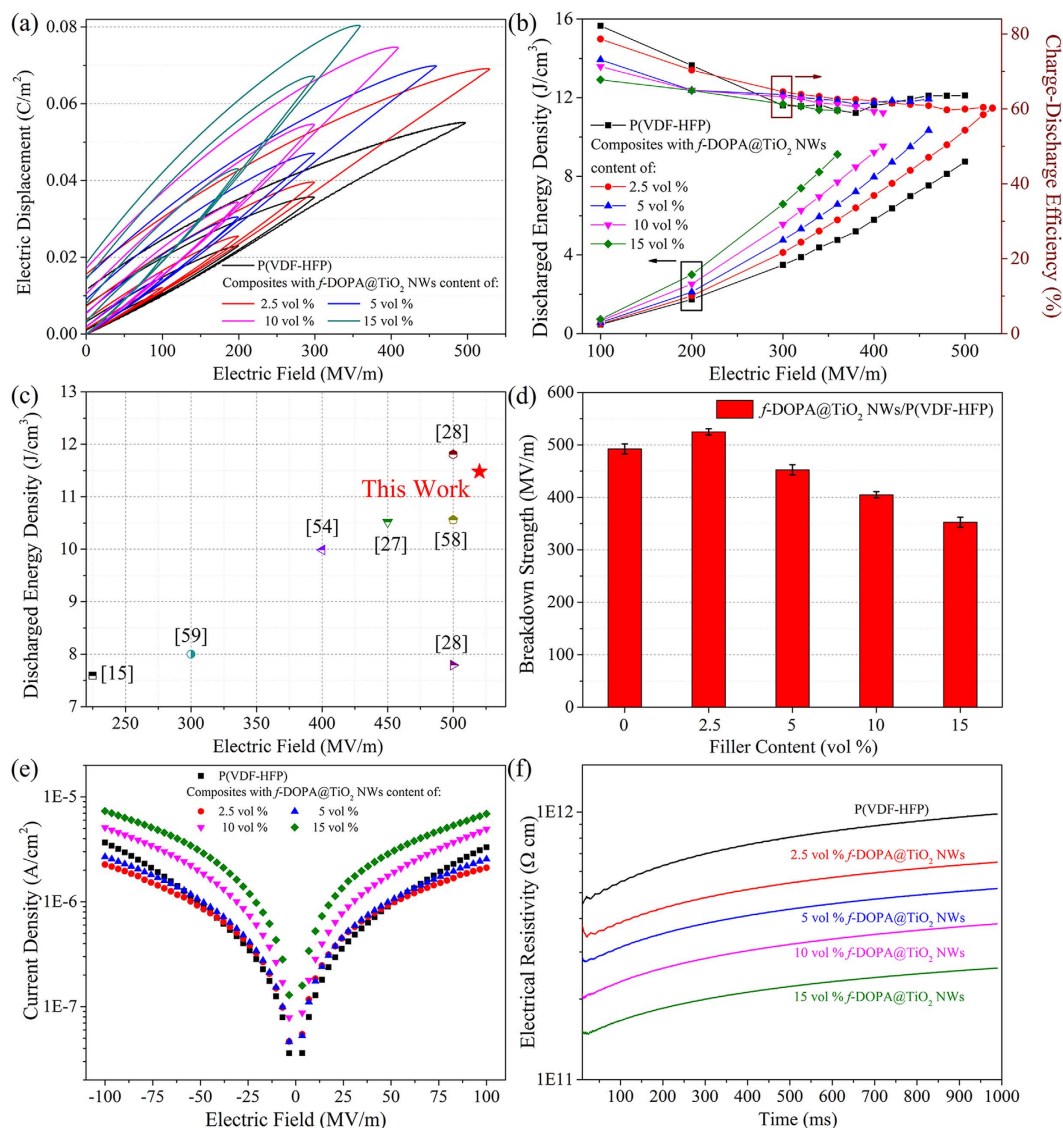 (a)
0.08
0.06
0.04
0.02
0.00
Electric Displacement (C/m2)
P(VDF-HFP)
Composites with f-DOPA@TiO2 NWs content of:
2.5 vol % 5 vol %
10 vol % 15 vol %
0 100 200 300 400 500
Electric Field (MV/m)
(b)
16
12
8
4
0
Discharged Energy Density (J/cm3)
P(VDF-HFP)
Composites with f-DOPA@TiO2 NWs
content of:
2.5 vol %
5 vol %
10 vol %
15 vol %
80
60
40
20
0
Charge-Discharge Efficiency (%)
100 200 300 400 500
Electric Field (MV/m)
(c)
13
12
11
10
9
8
7
Discharged Energy Density (J/cm3)
[28]
This Work
[54]
[27]
[58]
[59]
[28]
[15]
250 300 350 400 450 500
Electric Field (MV/m)
(d)
600
500
400
300
200
100
0
Breakdown Strength (MV/m)
f-DOPA@TiO2 NWs/P(VDF-HFP)
0 2.5 5 10 15
Filler Content (vol %)
(e)
1E-5
1E-6
1E-7
Current Density (A/cm2)
P(VDF-HFP)
Composites with f-DOPA@TiO2 NWs content of:
2.5 vol % 5 vol %
10 vol % 15 vol %
-100 -75 -50 -25 0 25 50 75 100
Electric Field (MV/m)
(f)
1E12
1E11
Electrical Resistivity (Ω cm)
P(VDF-HFP)
2.5 vol % f-DOPA@TiO2 NWs
5 vol % f-DOPA@TiO2 NWs
10 vol % f-DOPA@TiO2 NWs
15 vol % f-DOPA@TiO2 NWs
100 200 300 400 500 600 700 800 900 1000
Time (ms)